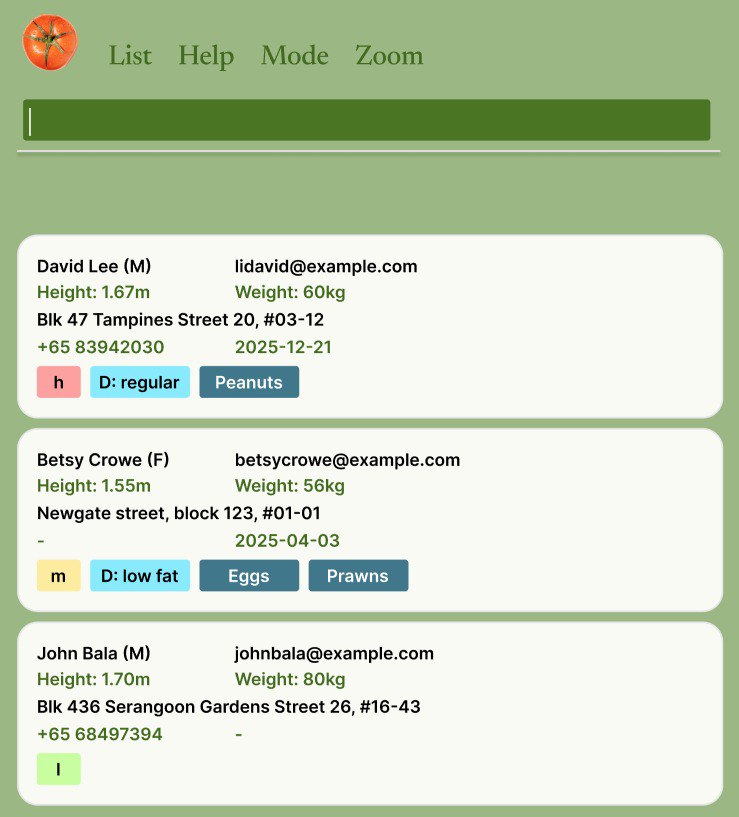 List Help Mode Zoom
David Lee (M) lidavid@example.com
Height: 1.67m Weight: 60kg
Blk 47 Tampines Street 20, #03-12
+65 83942030 2025-12-21
h D: regular Peanuts
Betsy Crowe (F) betsycrowe@example.com
Height: 1.55m Weight: 56kg
Newgate street, block 123, #01-01
- 2025-04-03
m D: low fat Eggs Prawns
John Bala (M) johnbala@example.com
Height: 1.70m Weight: 80kg
Blk 436 Serangoon Gardens Street 26, #16-43
+65 68497394 -
l